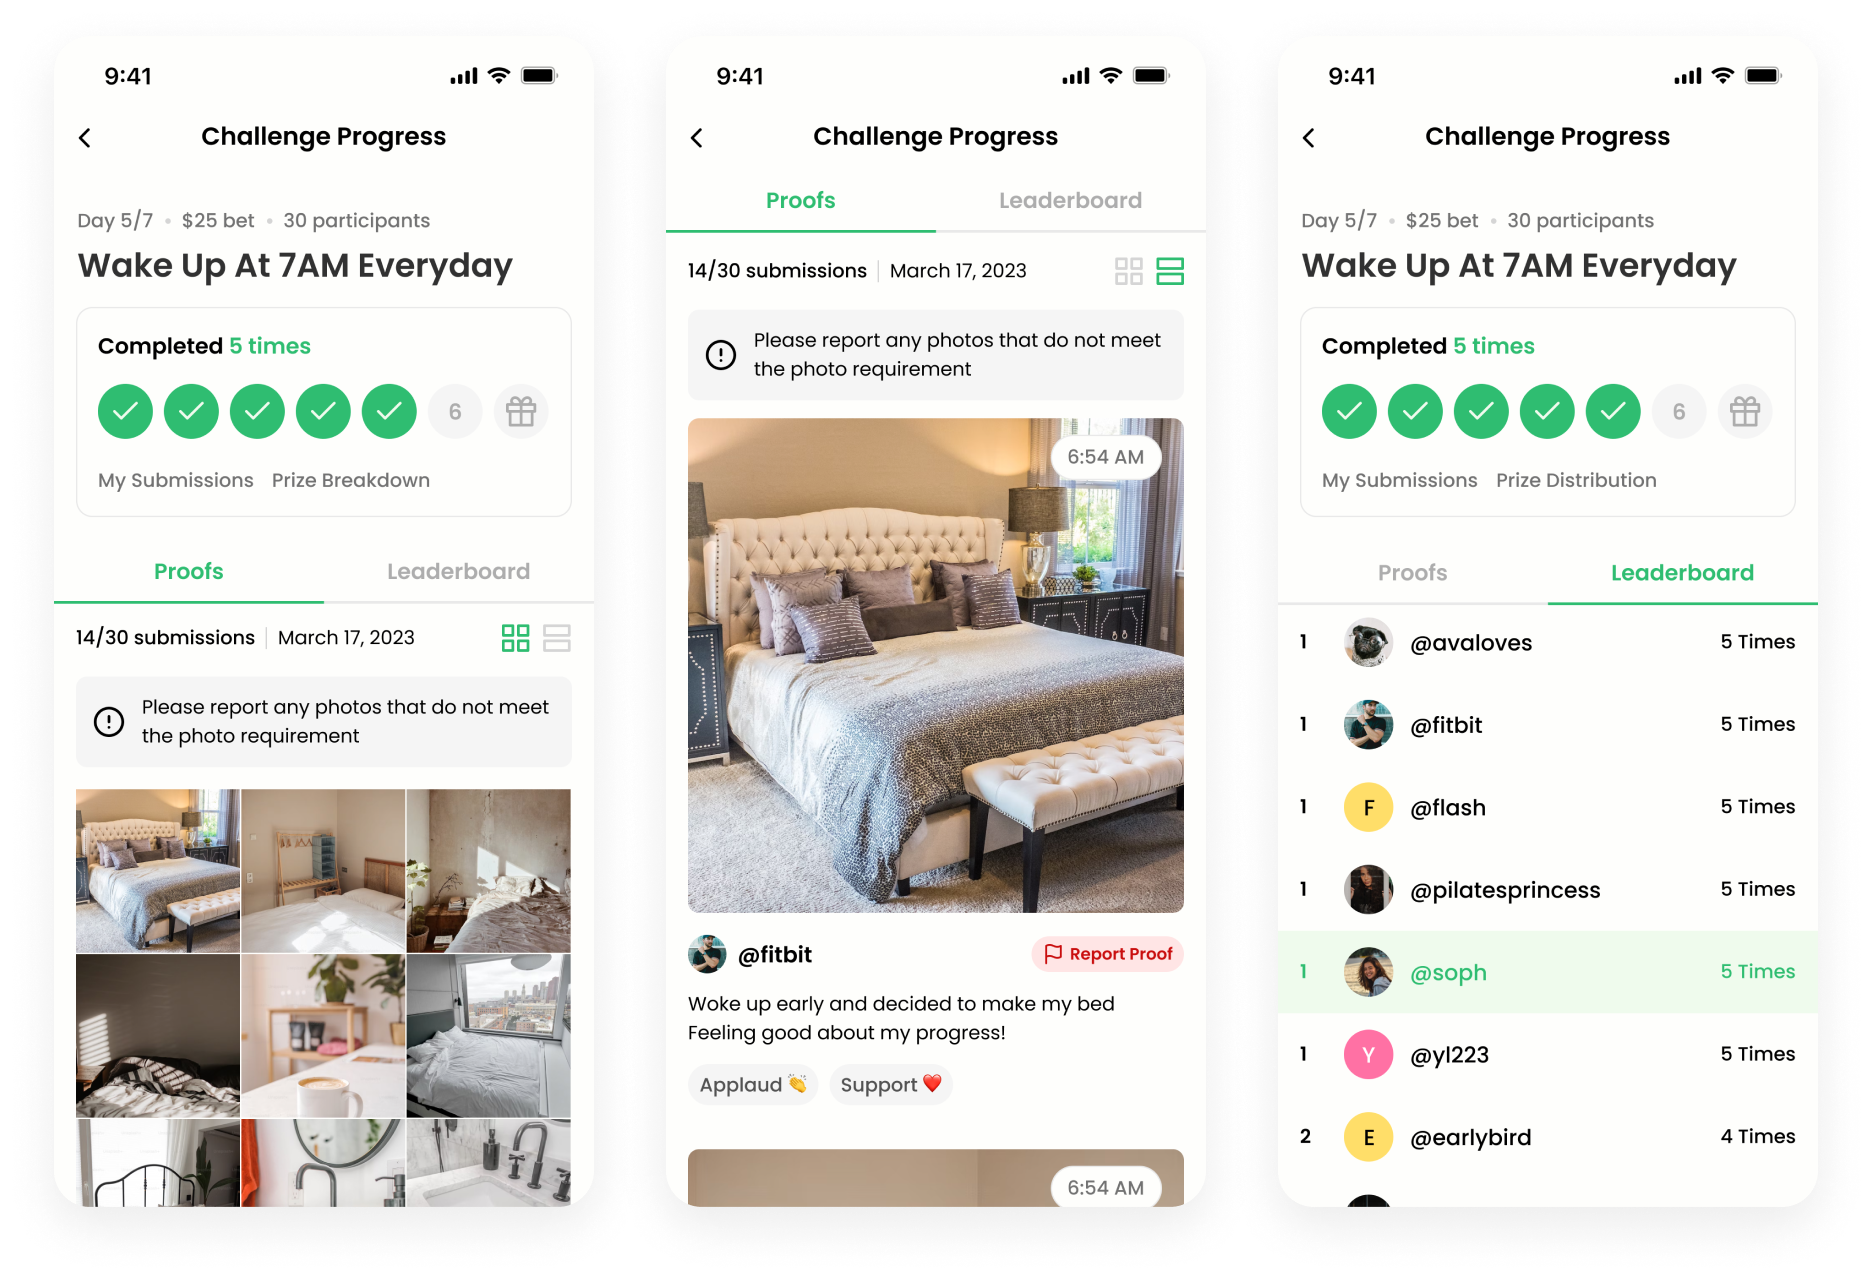 9:41
Challenge Progress
Day 5/7 • $25 bet • 30 participants
Wake Up At 7AM Everyday
Completed 5 times
6
My Submissions Prize Breakdown
Proofs Leaderboard
14/30 submissions | March 17, 2023
Please report any photos that do not meet
the photo requirement
9:41
Challenge Progress
Proofs Leaderboard
14/30 submissions | March 17, 2023
Please report any photos that do not meet
the photo requirement
6:54 AM
@fitbit Report Proof
Woke up early and decided to make my bed
Feeling good about my progress!
Applaud 👏 Support ❤️
6:54 AM
9:41
Challenge Progress
Day 5/7 • $25 bet • 30 participants
Wake Up At 7AM Everyday
Completed 5 times
6
My Submissions Prize Distribution
Proofs Leaderboard
1 @avaloves 5 Times
1 @fitbit 5 Times
1 F @flash 5 Times
1 @pilatesprincess 5 Times
1 @soph 5 Times
1 Y @yl223 5 Times
2 E @earlybird 4 Times